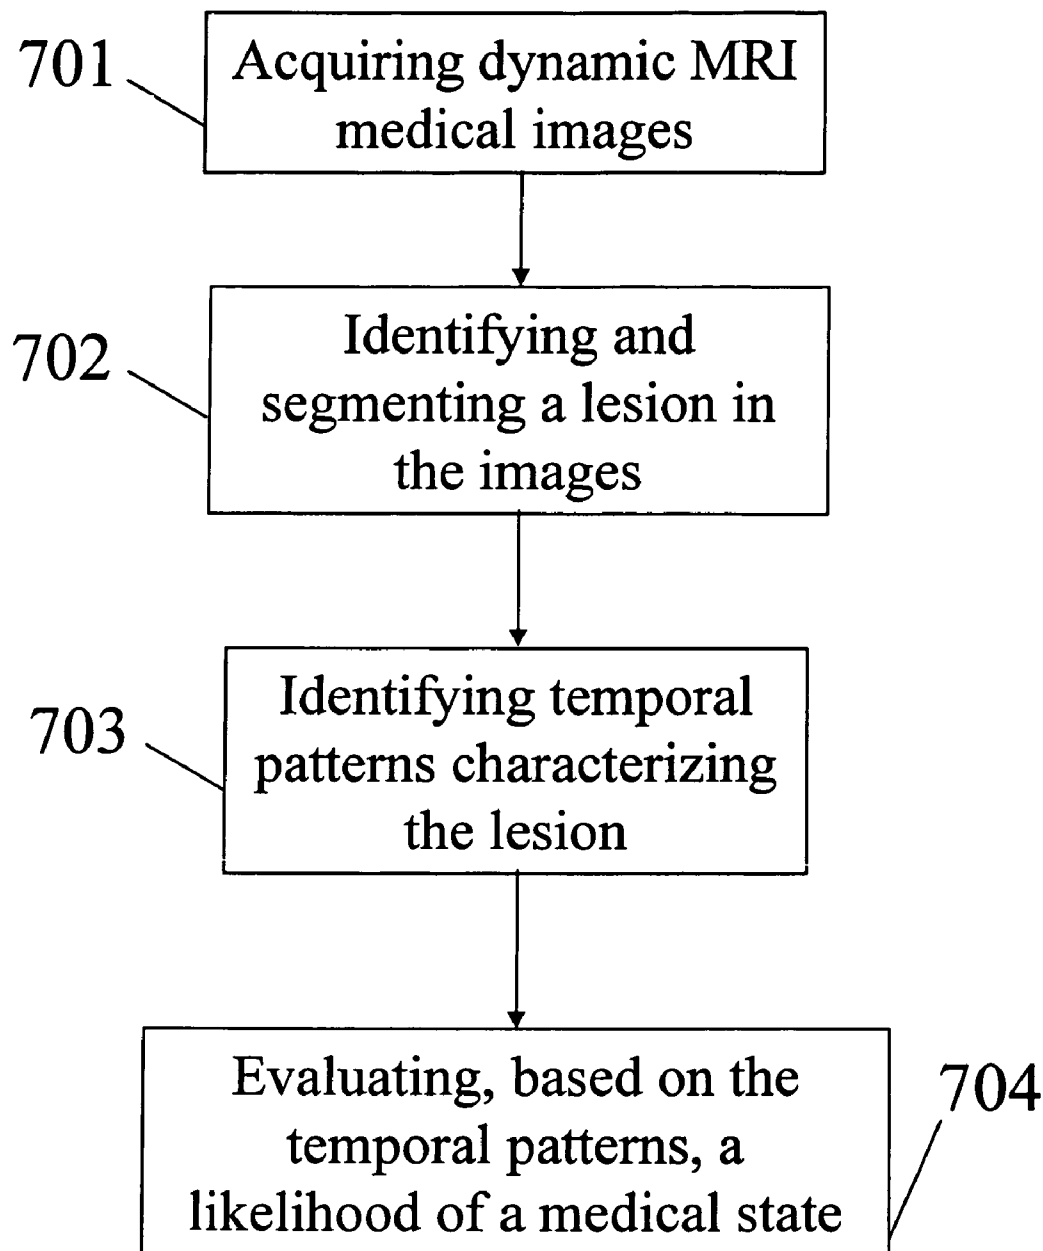 701
Acquiring dynamic MRI
medical images
702
Identifying and
segmenting a lesion in
the images
703
Identifying temporal
patterns characterizing
the lesion
Evaluating, based on the
temporal patterns, a
likelihood of a medical state
704